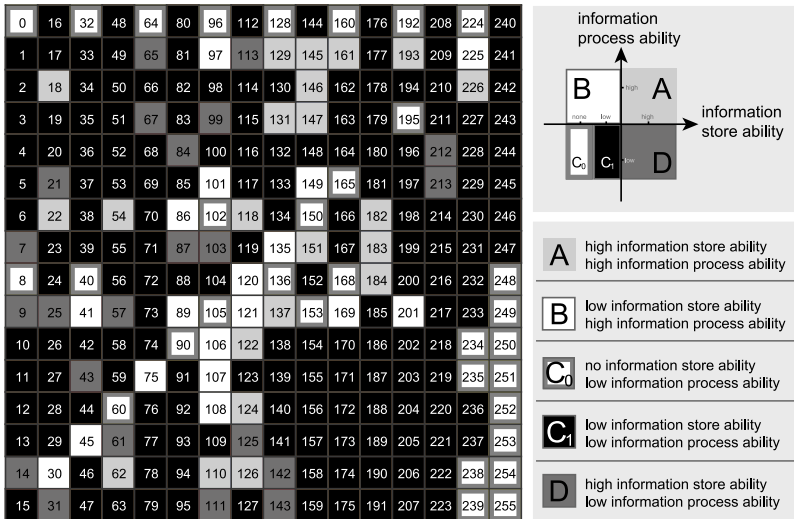 0 16 32 48 64 80 96 112 128 144 160 176 192 208 224 240
1 17 33 49 65 81 97 113 129 145 161 177 193 209 225 241
2 18 34 50 66 82 98 114 130 146 162 178 194 210 226 242
3 19 35 51 67 83 99 115 131 147 163 179 195 211 227 243
4 20 36 52 68 84 100 116 132 148 164 180 196 212 228 244
5 21 37 53 69 85 101 117 133 149 165 181 197 213 229 245
6 22 38 54 70 86 102 118 134 150 166 182 198 214 230 246
7 23 39 55 71 87 103 119 135 151 167 183 199 215 231 247
8 24 40 56 72 88 104 120 136 152 168 184 200 216 232 248
9 25 41 57 73 89 105 121 137 153 169 185 201 217 233 249
10 26 42 58 74 90 106 122 138 154 170 186 202 218 234 250
11 27 43 59 75 91 107 123 139 155 171 187 203 219 235 251
12 28 44 60 76 92 108 124 140 156 172 188 204 220 236 252
13 29 45 61 77 93 109 125 141 157 173 189 205 221 237 253
14 30 46 62 78 94 110 126 142 158 174 190 206 222 238 254
15 31 47 63 79 95 111 127 143 159 175 191 207 223 239 255
information
process ability
B high A
information
store ability
none low high
C0 C1 low D
A high information store ability
high information process ability
B low information store ability
high information process ability
C0 no information store ability
low information process ability
C1 low information store ability
low information process ability
D high information store ability
low information process ability